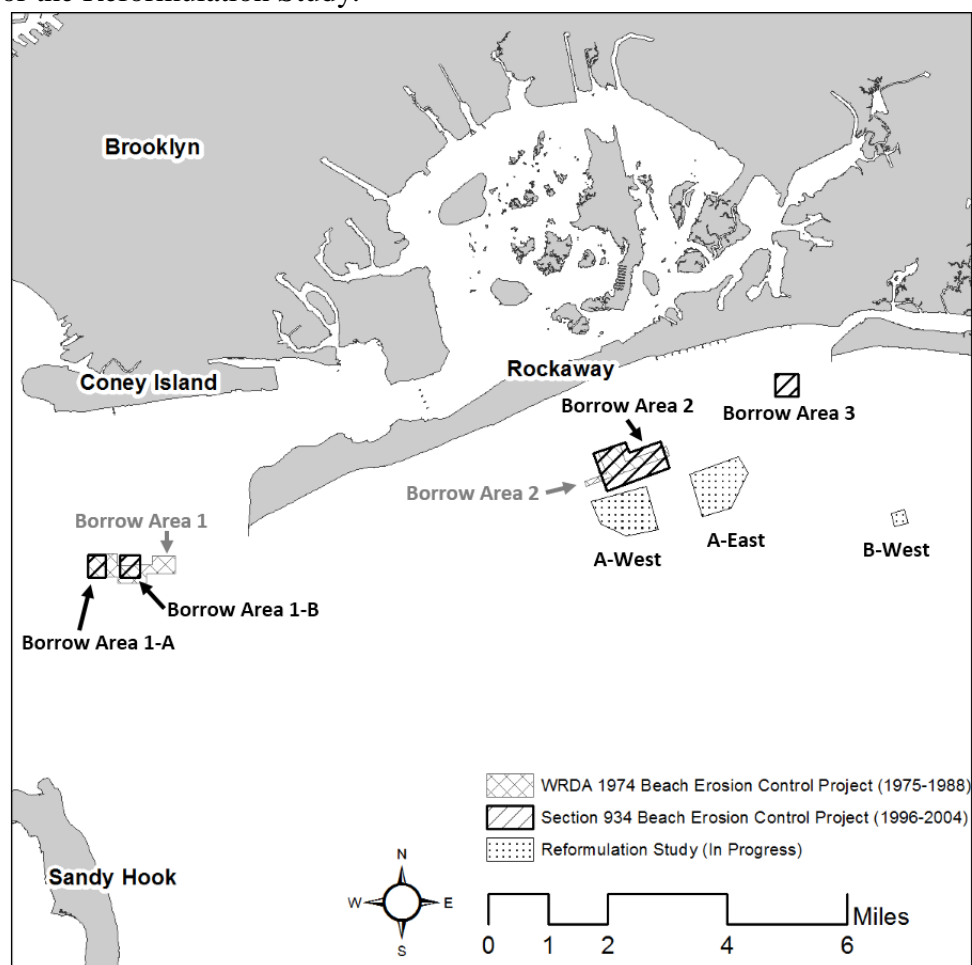 or the Reformulation Study.
Brooklyn
Coney Island
Rockaway
Borrow Area 2
Borrow Area 3
Borrow Area 2
Borrow Area 1
A-West
A-East
B-West
Borrow Area 1-B
Borrow Area 1-A
WRDA 1974 Beach Erosion Control Project (1975-1988)
Section 934 Beach Erosion Control Project (1996-2004)
Reformulation Study (In Progress)
Sandy Hook
N
W E
S
Miles
0 1 2 4 6